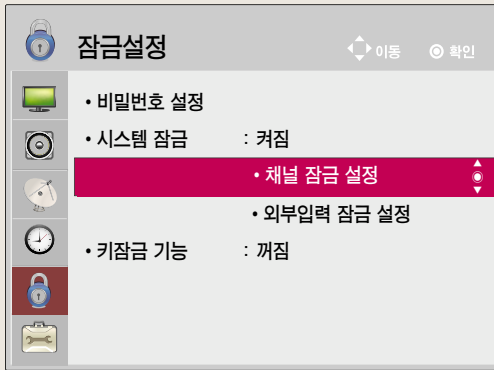 잠금설정 이동 확인
• 비밀번호 설정
• 시스템 잠금 : 켜짐
• 채널 잠금 설정
• 외부입력 잠금 설정
• 키잠금 기능 : 꺼짐